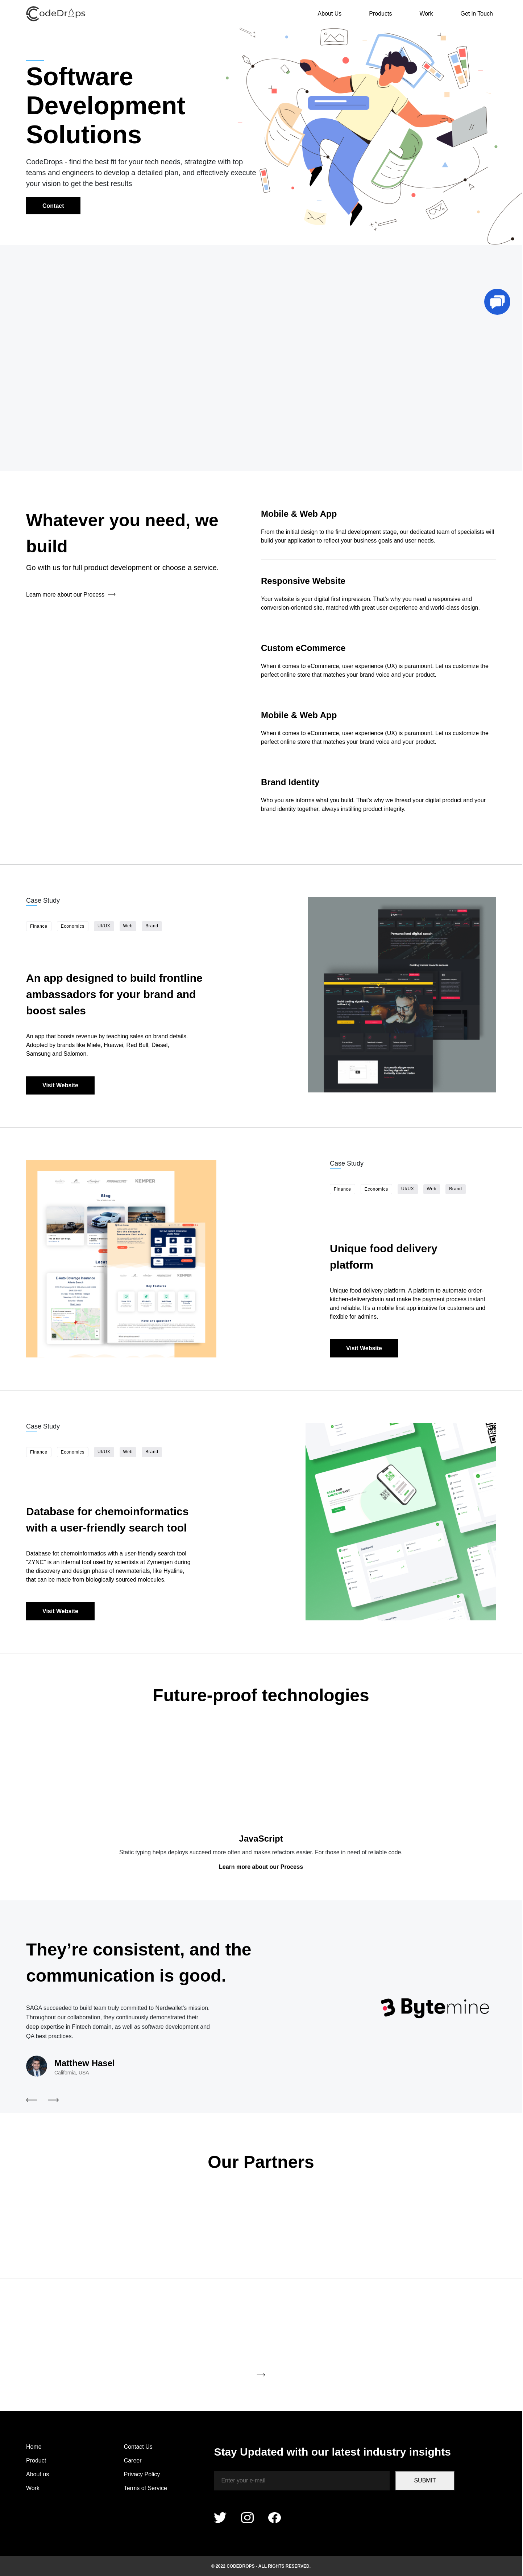 CodeDrops
About Us
Products
Work
Get in Touch
Software
Development
Solutions
CodeDrops - find the best fit for your tech needs, strategize with top
teams and engineers to develop a detailed plan, and effectively execute
your vision to get the best results
Contact
Whatever you need, we
build
Go with us for full product development or choose a service.
Learn more about our Process
Mobile & Web App
From the initial design to the final development stage, our dedicated team of specialists will
build your application to reflect your business goals and user needs.
Responsive Website
Your website is your digital first impression. That's why you need a responsive and
conversion-oriented site, matched with great user experience and world-class design.
Custom eCommerce
When it comes to eCommerce, user experience (UX) is paramount. Let us customize the
perfect online store that matches your brand voice and your product.
Mobile & Web App
When it comes to eCommerce, user experience (UX) is paramount. Let us customize the
perfect online store that matches your brand voice and your product.
Brand Identity
Who you are informs what you build. That's why we thread your digital product and your
brand identity together, always instilling product integrity.
Case Study
Finance
Economics
UI/UX
Web
Brand
An app designed to build frontline
ambassadors for your brand and
boost sales
An app that boosts revenue by teaching sales on brand details.
Adopted by brands like Miele, Huawei, Red Bull, Diesel,
Samsung and Salomon.
Visit Website
Personalised digital coach
Build trading algorithms,
without it
Blog
KEMPER
Key Features
Case Study
Finance
Economics
UI/UX
Web
Brand
Unique food delivery
platform
Unique food delivery platform. A platform to automate order-
kitchen-deliverychain and make the payment process instant
and reliable. It's a mobile first app intuitive for customers and
flexible for admins.
Visit Website
Case Study
Finance
Economics
UI/UX
Web
Brand
Database for chemoinformatics
with a user-friendly search tool
Database fot chemoinformatics with a user-friendly search tool
"ZYNC" is an internal tool used by scientists at Zymergen during
the discovery and design phase of newmaterials, like Hyaline,
that can be made from biologically sourced molecules.
Visit Website
Future-proof technologies
JavaScript
Static typing helps deploys succeed more often and makes refactors easier. For those in need of reliable code.
Learn more about our Process
They're consistent, and the
communication is good.
SAGA succeeded to build team truly committed to Nerdwallet's mission.
Throughout our collaboration, they continuously demonstrated their
deep expertise in Fintech domain, as well as software development and
QA best practices.
Matthew Hasel
California, USA
Bytemine
Our Partners
Home
Product
About us
Work
Contact Us
Career
Privacy Policy
Terms of Service
Stay Updated with our latest industry insights
Enter your e-mail
SUBMIT
© 2022 CODEDROPS - ALL RIGHTS RESERVED.